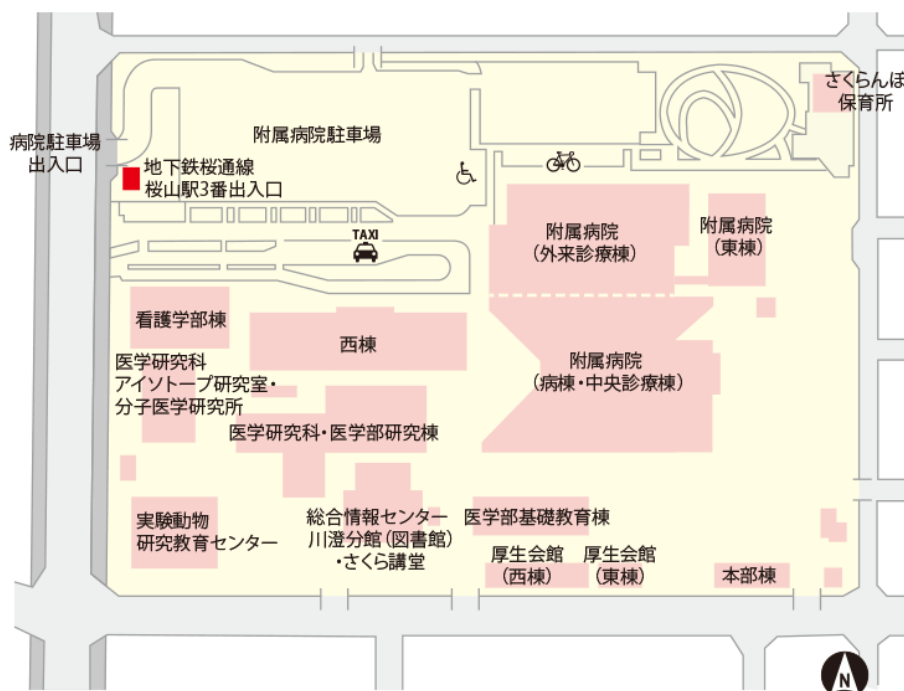 さくらんぼ
保育所
病院駐車場
出入口
附属病院駐車場
地下鉄桜通線
桜山駅3番出入口
TAXI
附属病院
(外来診療棟)
附属病院
(東棟)
看護学部棟
西棟
附属病院
(病棟・中央診療棟)
医学研究科
アイソトープ研究室・
分子医学研究所
医学研究科・医学部研究棟
実験動物
研究教育センター
総合情報センター
川澄分館(図書館)
・さくら講堂
医学部基礎教育棟
厚生会館
(西棟)
厚生会館
(東棟)
本部棟
N